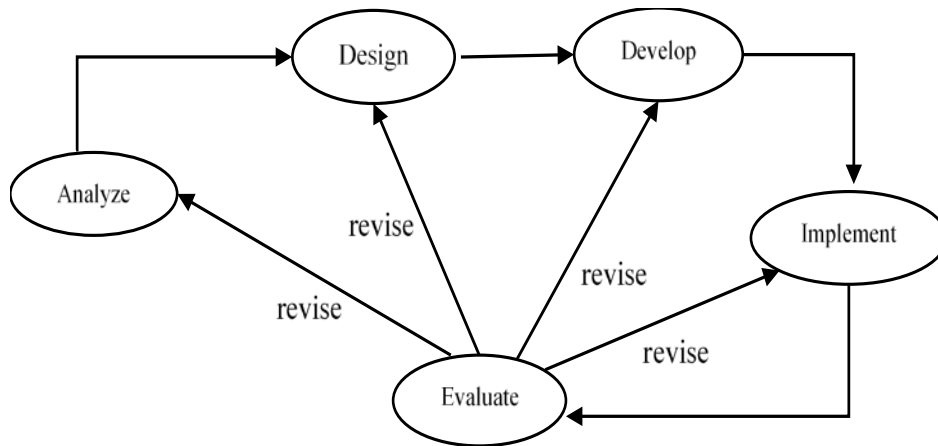 Design
Develop
Analyze
Implement
revise
revise
revise
revise
Evaluate